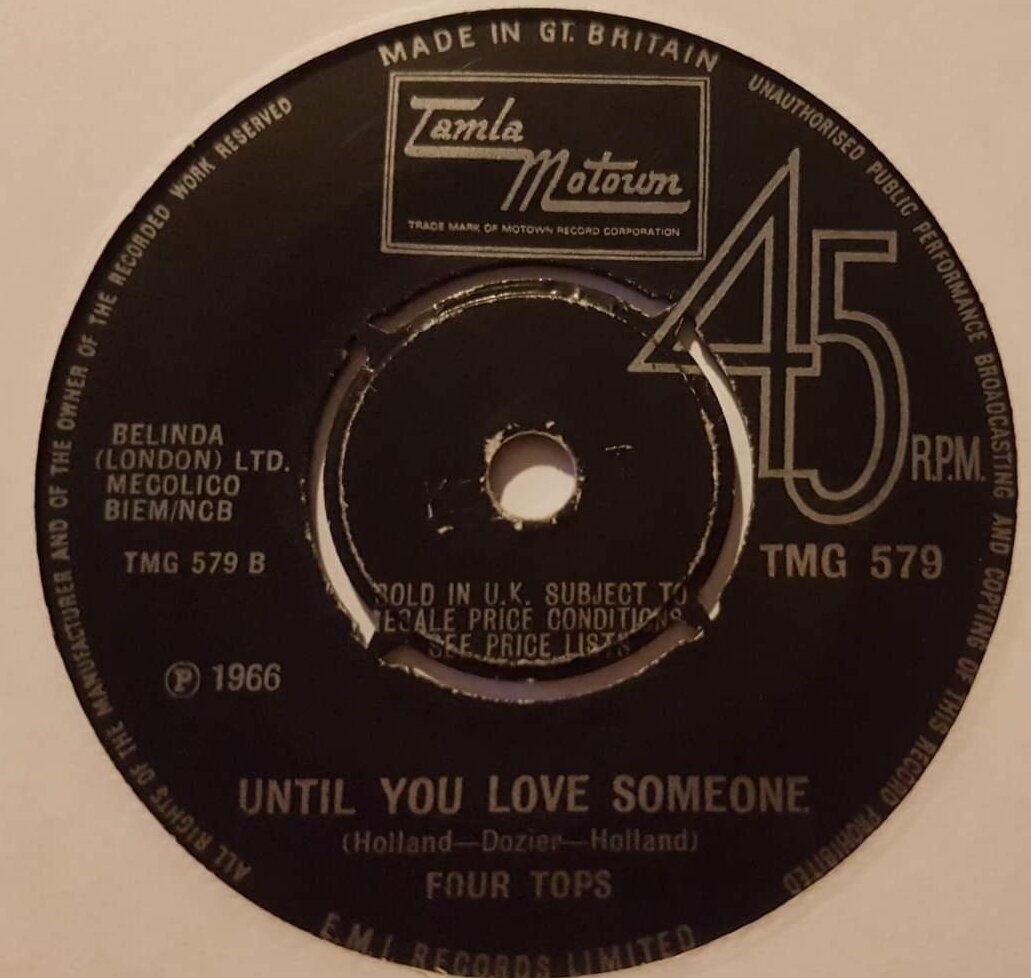 MADE IN GT. BRITAIN
Tamla
Motown
TRADE MARK OF MOTOWN RECORD CORPORATION
45
R.P.M.
BELINDA
(LONDON) LTD.
MECOLICO
BIEM/NCB
TMG 579 B
TMG 579
SOLD IN U.K. SUBJECT TO
RESALE PRICE CONDITIONS
SEE PRICE LISTS
Ⓟ 1966
UNTIL YOU LOVE SOMEONE
(Holland—Dozier—Holland)
FOUR TOPS
E.M.I. RECORDS LIMITED
ALL RIGHTS OF THE MANUFACTURER AND OF THE OWNER OF THE RECORDED WORK RESERVED
UNAUTHORISED PUBLIC PERFORMANCE BROADCASTING AND COPYING OF THIS RECORD PROHIBITED